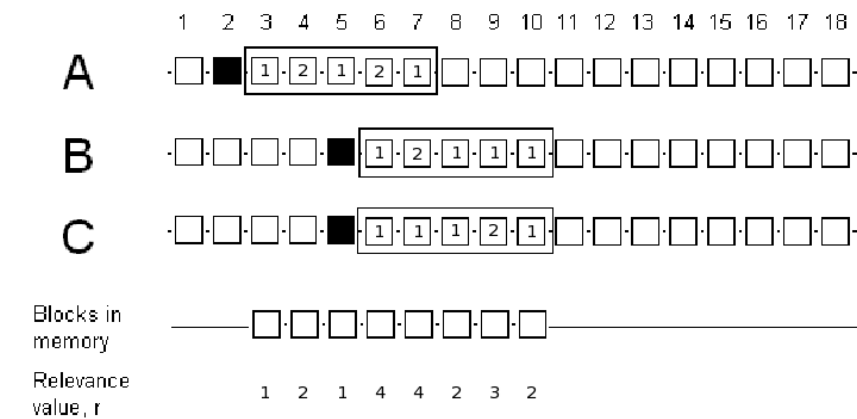 1 2 3 4 5 6 7 8 9 10 11 12 13 14 15 16 17 18
A 1 2 1 2 1
B 1 2 1 1 1
C 1 1 1 2 1
Blocks in
memory
Relevance
value, r
1 2 1 4 4 2 3 2